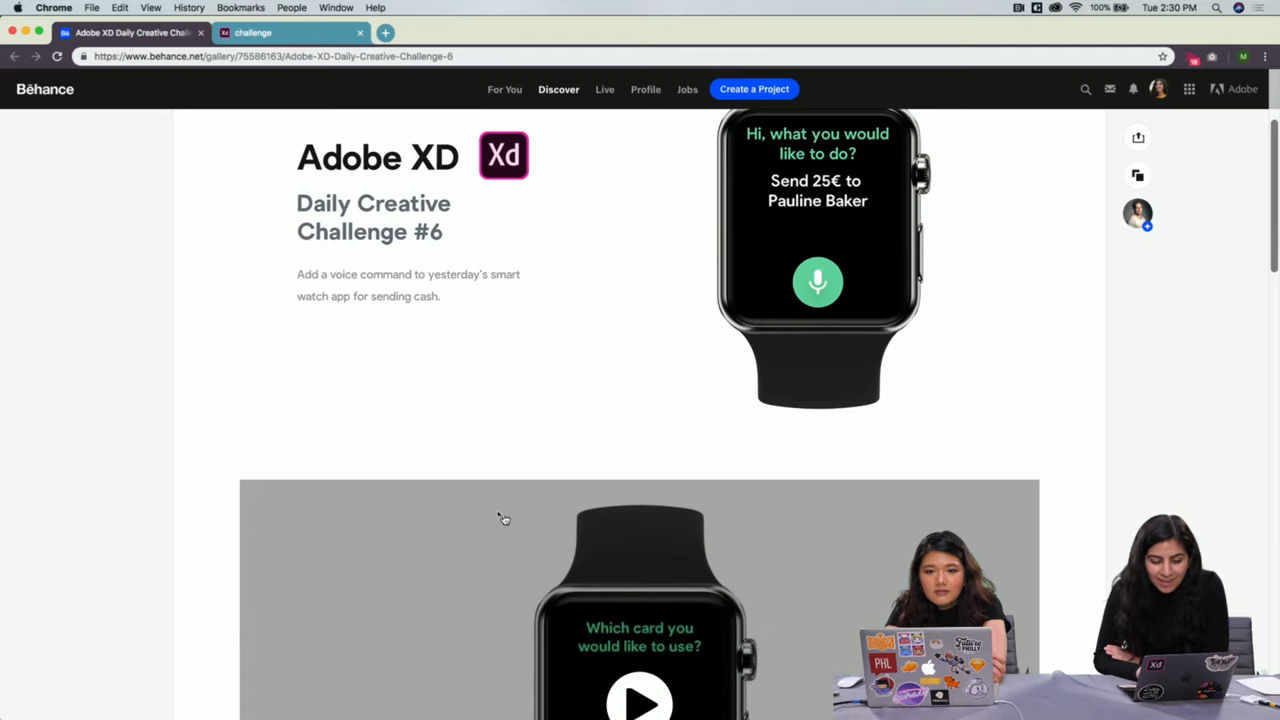 Chrome File Edit View History Bookmarks People Window Help 100% Tue 2:30 PM
Adobe XD Daily Creative Chall
challenge
https://www.behance.net/gallery/75586163/Adobe-XD-Daily-Creative-Challenge-6
18
M
Bēhance
For You Discover Live Profile Jobs Create a Project Adobe
Adobe XD Xd
Daily Creative
Challenge #6
Add a voice command to yesterday's smart
watch app for sending cash.
Hi, what you would
like to do?
Send 25€ to
Pauline Baker
Which card you
would like to use?
PHL
Future
PHILLY
Xd